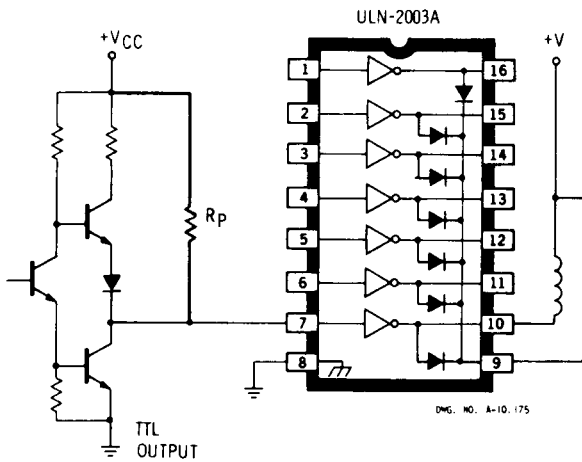 ULN-2003A
+VCC
+V
1
16
2
15
3
14
4
13
RP
5
12
6
11
7
10
8
9
DWG. NO. A-10,175
TTL
OUTPUT